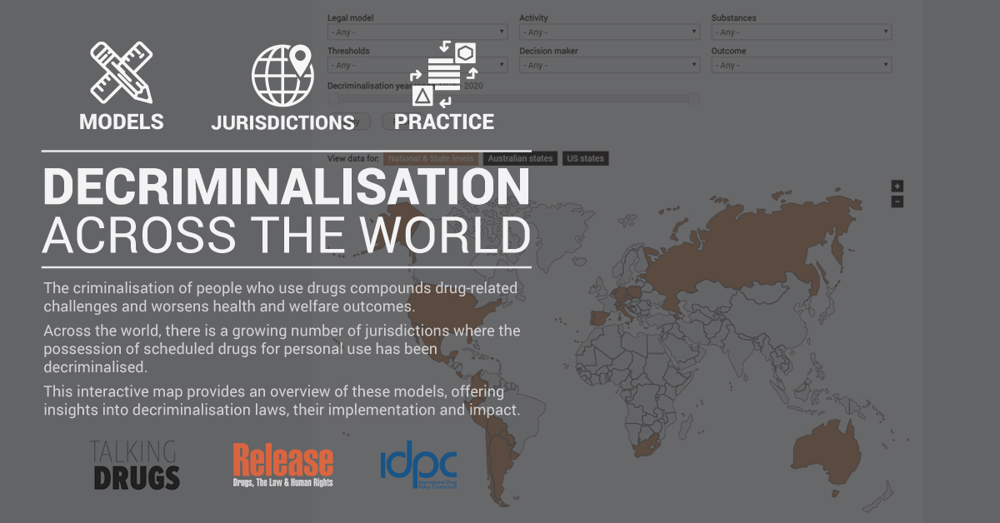 Legal model
Activity
Substances
- Any -
- Any -
- Any -
Thresholds
Decision maker
Outcome
- Any -
- Any -
- Any -
Decriminalisation year
2020
MODELS
JURISDICTIONS
PRACTICE
View data for:
National & State levels
Australian states
US states
+
-
DECRIMINALISATION
ACROSS THE WORLD
The criminalisation of people who use drugs compounds drug-related
challenges and worsens health and welfare outcomes.
Across the world, there is a growing number of jurisdictions where the
possession of scheduled drugs for personal use has been
decriminalised.
This interactive map provides an overview of these models, offering
insights into decriminalisation laws, their implementation and impact.
TALKING
DRUGS
Release
Drugs, The Law & Human Rights
idpc
International Drug
Policy Consortium